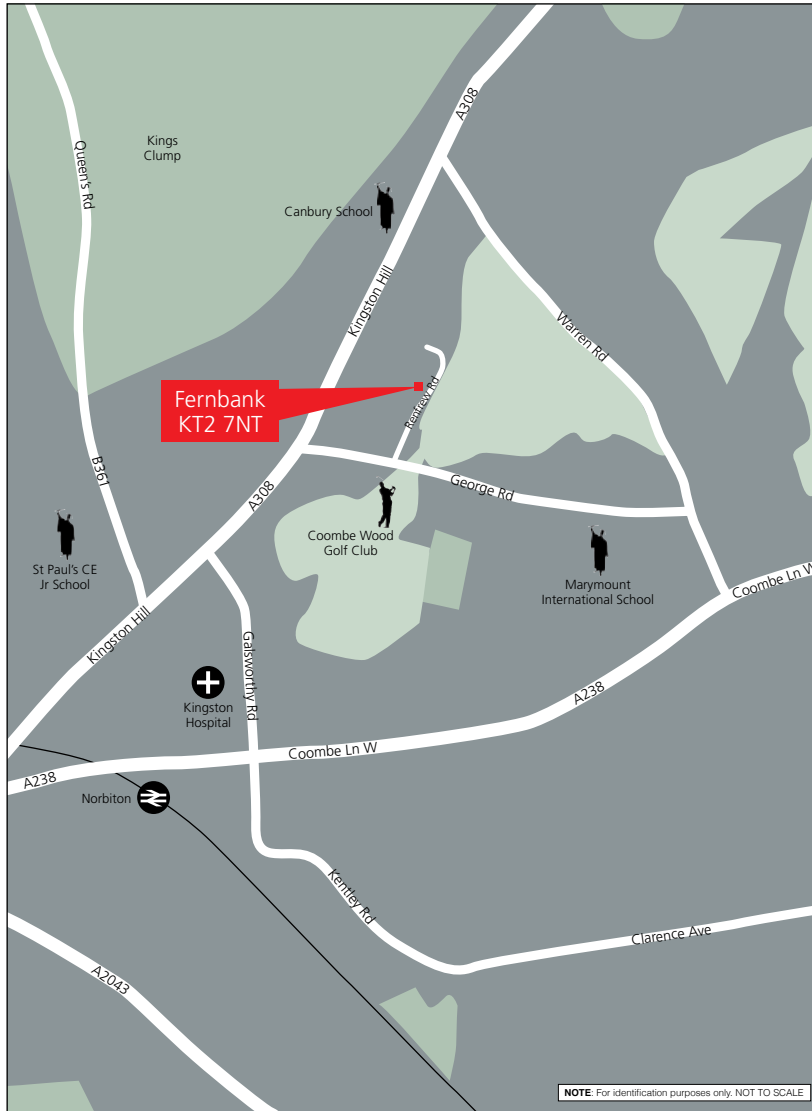 A308
Kings
Clump
Queen's Rd
Canbury School
Kingston Hill
Warren Rd
Fernbank
KT2 7NT
Renfrew Rd
B361
A308
George Rd
Coombe Wood
Golf Club
St Paul's CE
Jr School
Marymount
International School
Coombe Ln W
Kingston Hill
Galsworthy Rd
Kingston
Hospital
A238
Coombe Ln W
A238
Norbiton
Kentley Rd
Clarence Ave
A2043
NOTE: For identification purposes only. NOT TO SCALE